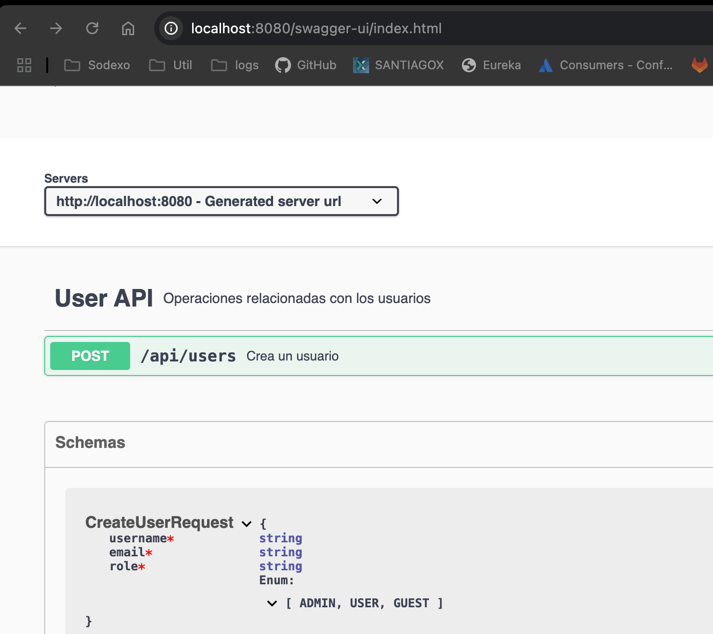 localhost:8080/swagger-ui/index.html
Sodexo Util logs GitHub SANTIAGOX Eureka Consumers - Conf...
Servers
http://localhost:8080 - Generated server url
User API Operaciones relacionadas con los usuarios
POST /api/users Crea un usuario
Schemas
CreateUserRequest {
username* string
email* string
role* string
Enum:
[ ADMIN, USER, GUEST ]
}